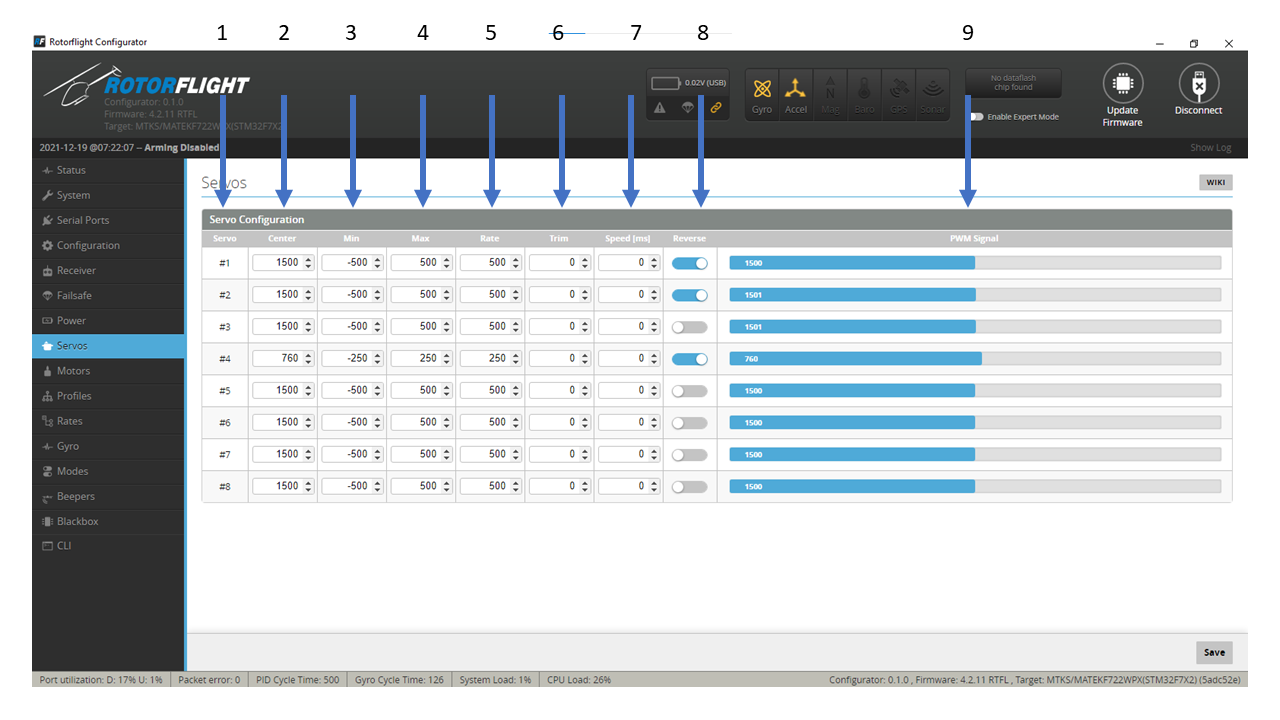 1 2 3 4 5 6 7 8 9
Rotorflight Configurator
ROTORFLIGHT
Configurator: 0.1.0
Firmware: 4.2.11 RTFL
Target: MTKS/MATEKF722WPX(STM32F7X2)
0.02V (USB)
Gyro Accel Mag Baro GPS Sonar
No dataflash
chip found
Enable Expert Mode
Update
Firmware
Disconnect
2021-12-19 @07:22:07 -- Arming Disabled
Show Log
Status
System
Serial Ports
Configuration
Receiver
Failsafe
Power
Servos
Motors
Profiles
Rates
Gyro
Modes
Beepers
Blackbox
CLI
Servos
WIKI
Servo Configuration
Servo Center Min Max Rate Trim Speed [ms] Reverse PWM Signal
#1 1500 -500 500 500 0 0 1500
#2 1500 -500 500 500 0 0 1501
#3 1500 -500 500 500 0 0 1501
#4 760 -250 250 250 0 0 760
#5 1500 -500 500 500 0 0 1500
#6 1500 -500 500 500 0 0 1500
#7 1500 -500 500 500 0 0 1500
#8 1500 -500 500 500 0 0 1500
Save
Port utilization: D: 17% U: 1% Packet error: 0 PID Cycle Time: 500 Gyro Cycle Time: 126 System Load: 1% CPU Load: 26% Configurator: 0.1.0 , Firmware: 4.2.11 RTFL , Target: MTKS/MATEKF722WPX(STM32F7X2) (5adc52e)